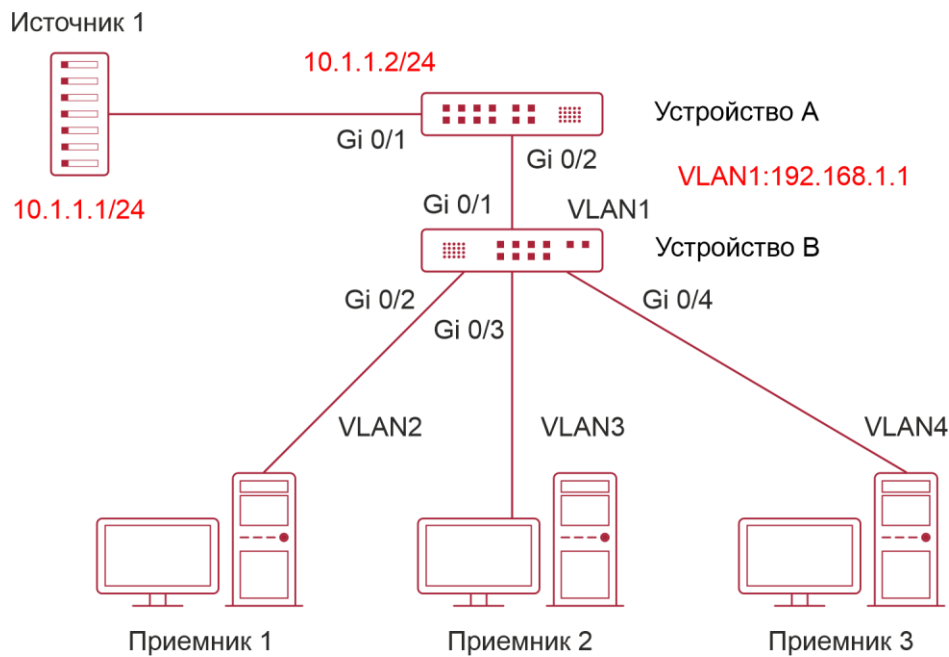 Источник 1
10.1.1.2/24
Устройство A
Gi 0/1
Gi 0/2
VLAN1:192.168.1.1
10.1.1.1/24
Gi 0/1
VLAN1
Устройство B
Gi 0/2
Gi 0/3
Gi 0/4
VLAN2
VLAN3
VLAN4
Приемник 1
Приемник 2
Приемник 3